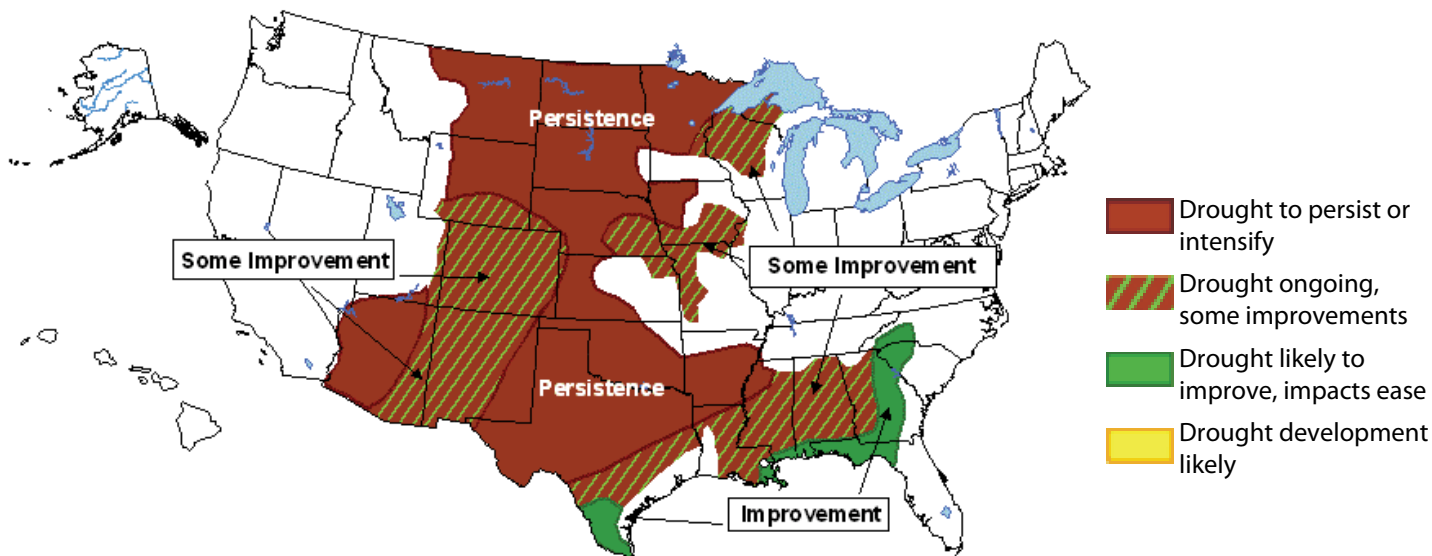 Persistence
Some Improvement
Some Improvement
Persistence
Improvement
Drought to persist or
intensify
Drought ongoing,
some improvements
Drought likely to
improve, impacts ease
Drought development
likely